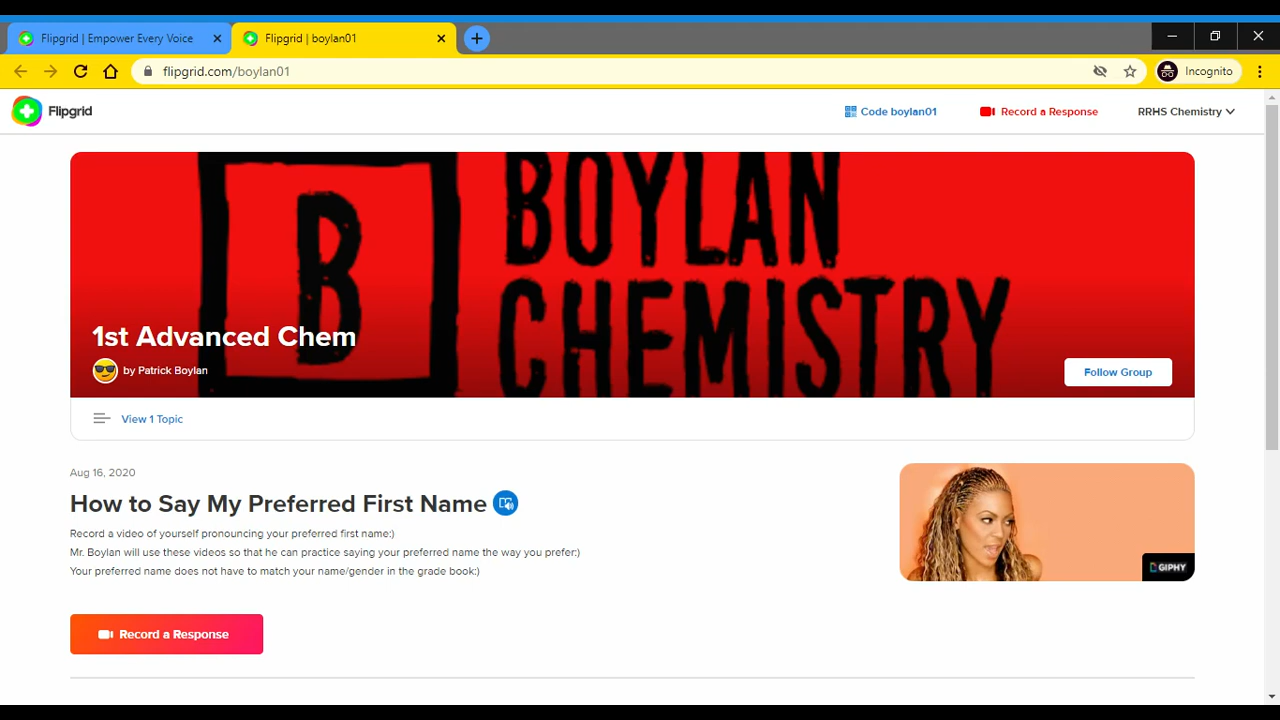 Flipgrid | Empower Every Voice
Flipgrid | boylan01
flipgrid.com/boylan01
Incognito
Flipgrid
Code boylan01
Record a Response
RRHS Chemistry
B
BOYLAN
CHEMISTRY
1st Advanced Chem
by Patrick Boylan
Follow Group
View 1 Topic
Aug 16, 2020
How to Say My Preferred First Name
Record a video of yourself pronouncing your preferred first name:)
Mr. Boylan will use these videos so that he can practice saying your preferred name the way you prefer:)
Your preferred name does not have to match your name/gender in the grade book:)
GIPHY
Record a Response